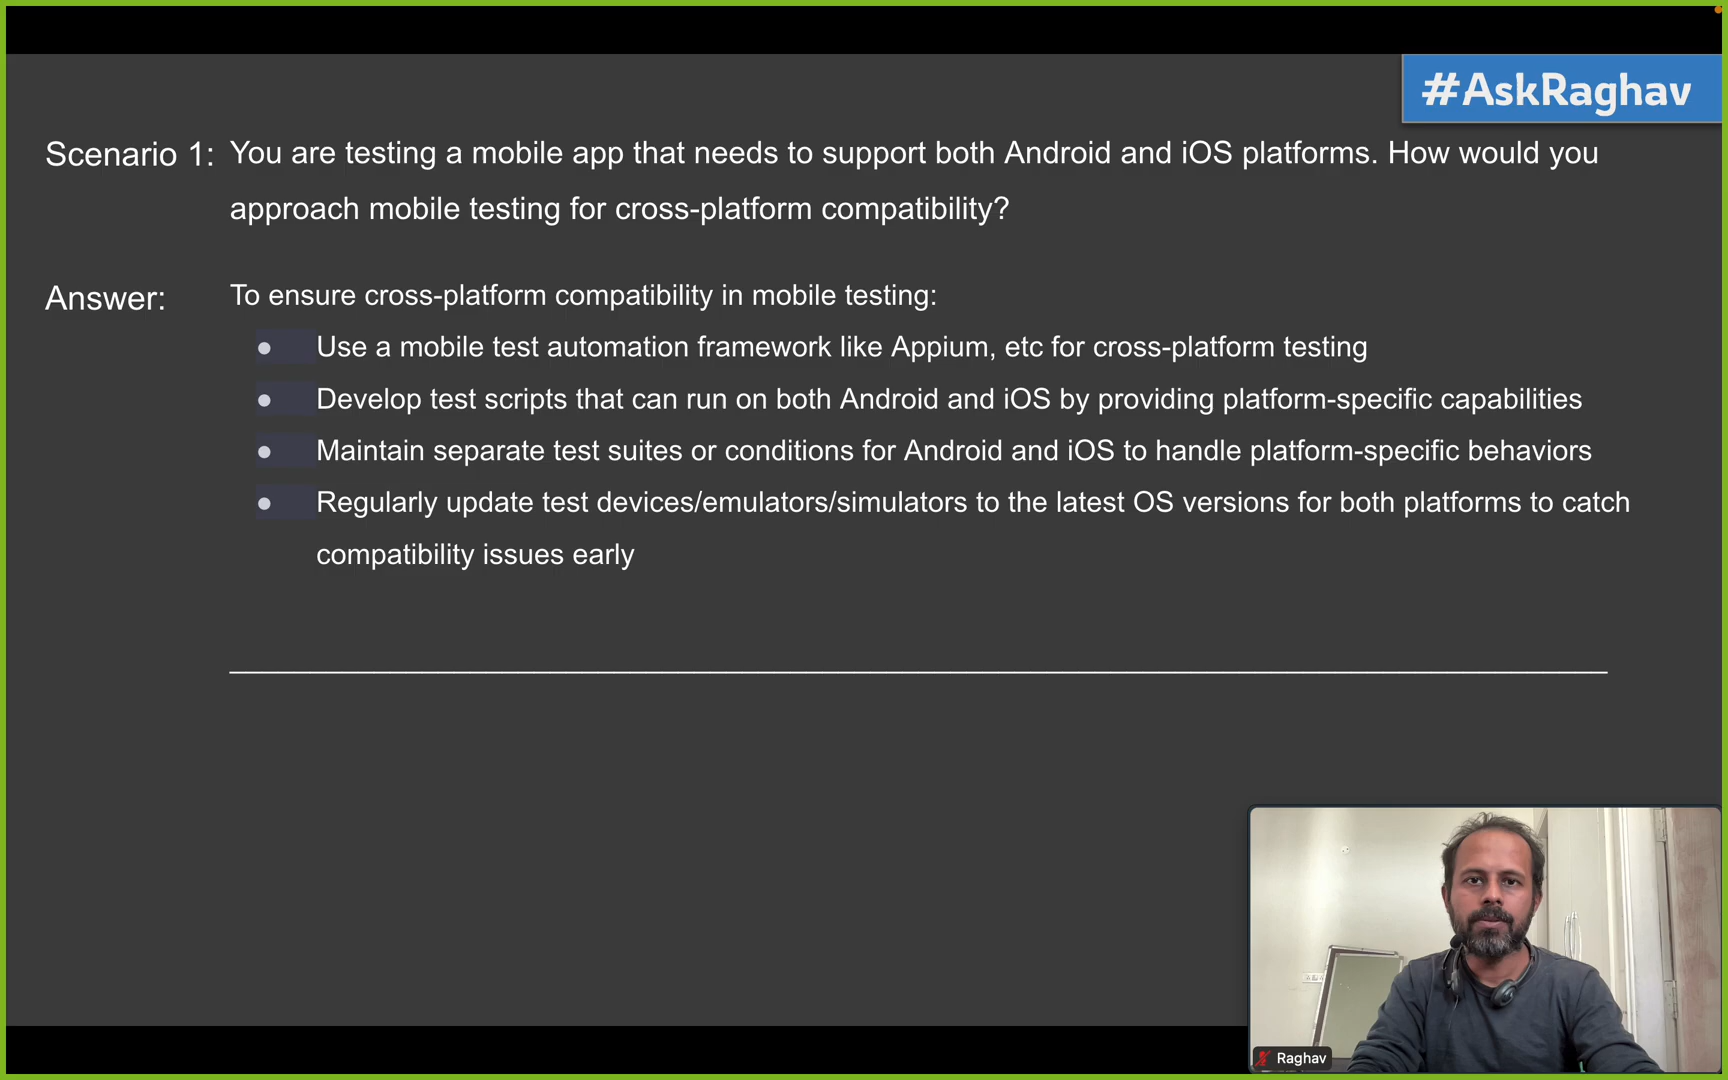 #AskRaghav
Scenario 1: You are testing a mobile app that needs to support both Android and iOS platforms. How would you
approach mobile testing for cross-platform compatibility?
Answer: To ensure cross-platform compatibility in mobile testing:
● Use a mobile test automation framework like Appium, etc for cross-platform testing
● Develop test scripts that can run on both Android and iOS by providing platform-specific capabilities
● Maintain separate test suites or conditions for Android and iOS to handle platform-specific behaviors
● Regularly update test devices/emulators/simulators to the latest OS versions for both platforms to catch
compatibility issues early
Raghav